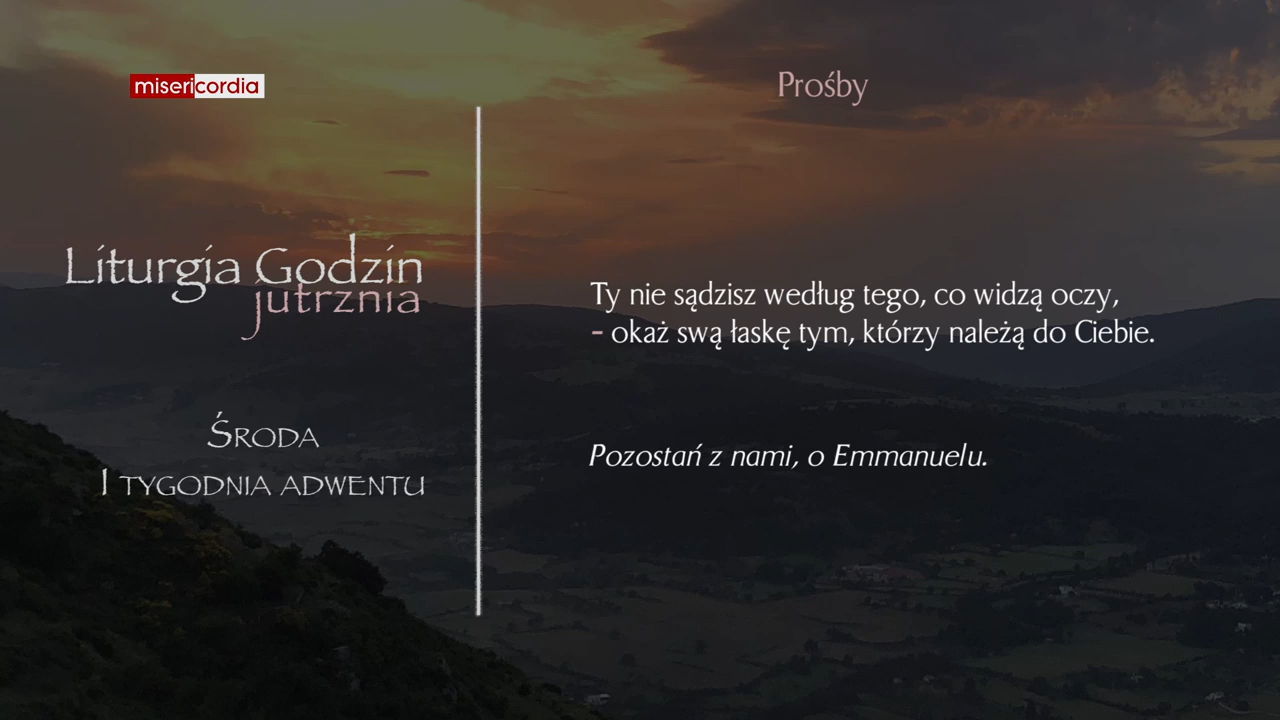 misericordia
Liturgia Godzin
jutrznia
Środa
I tygodnia adwentu
Prośby
Ty nie sądzisz według tego, co widzą oczy,
- okaż swą łaskę tym, którzy należą do Ciebie.
Pozostań z nami, o Emmanuelu.